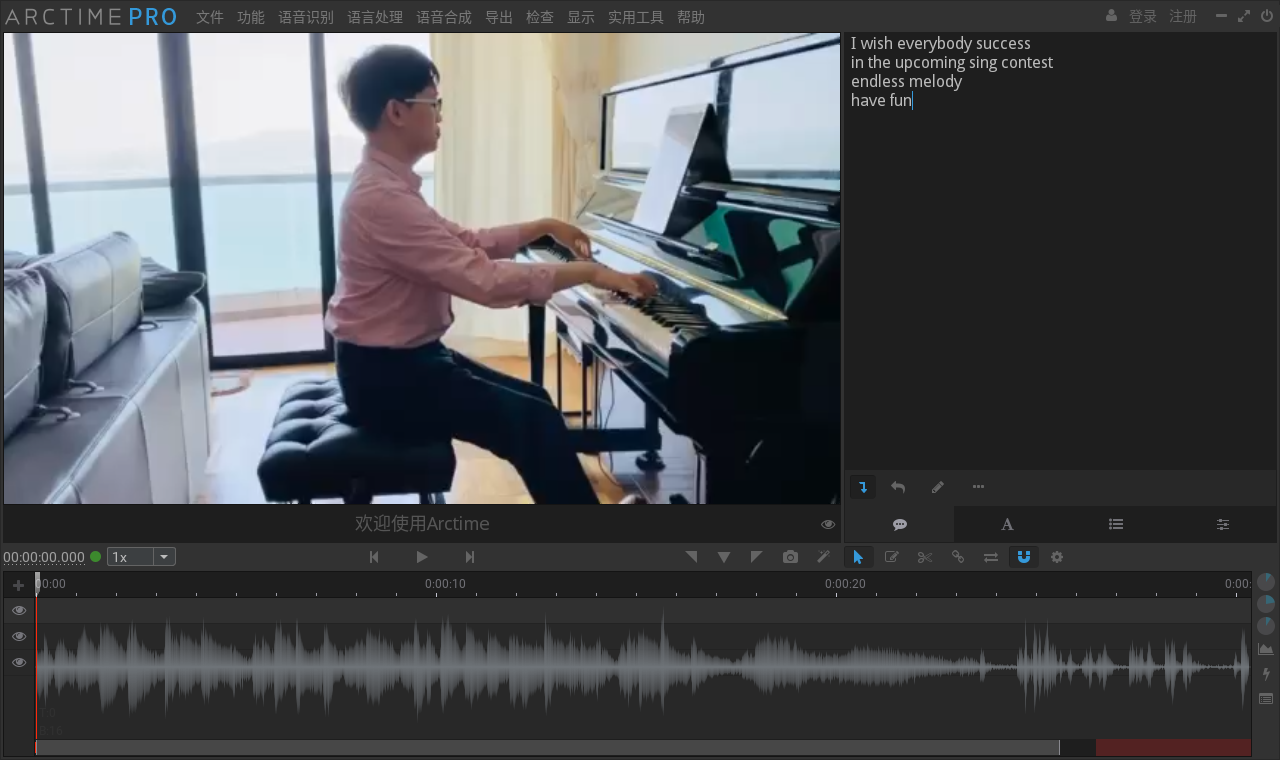 ARCTIME PRO 文件 功能 语音识别 语言处理 语音合成 导出 检查 显示 实用工具 帮助 登录 注册
I wish everybody success
in the upcoming sing contest
endless melody
have fun
欢迎使用Arctime
A
00:00:00.000 1x
00:00 0:00:10 0:00:20 0:00: